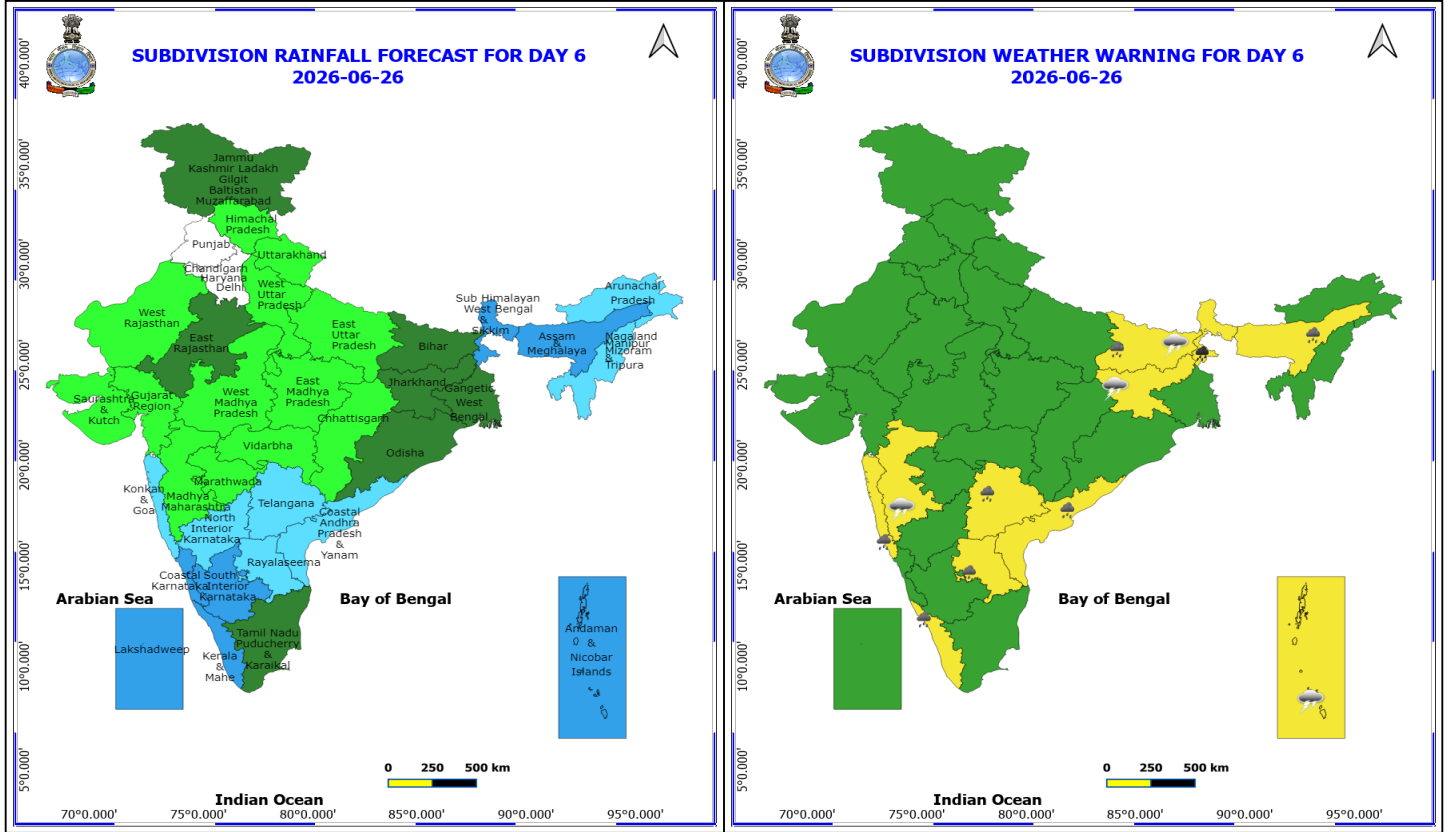 SUBDIVISION RAINFALL FORECAST FOR DAY 6
2026-06-26
40°0.000'
35°0.000'
30°0.000'
25°0.000'
20°0.000'
15°0.000'
10°0.000'
5°0.000'
Jammu
Kashmir Ladakh
Gilgit
Baltistan
Muzaffarabad
Himachal
Pradesh
Punjab
Uttarakhand
Chandigarh
Haryana
Delhi
West
Uttar
Pradesh
West
Rajasthan
East
Rajasthan
East
Uttar
Pradesh
Bihar
Sub Himalayan
West Bengal
&
Sikkim
Arunachal
Pradesh
Assam
&
Meghalaya
Nagaland
Manipur
Mizoram
&
Tripura
Jharkhand
Gangetic
West
Bengal
Saurashtra
&
Kutch
Gujarat
Region
West
Madhya
Pradesh
East
Madhya
Pradesh
Chhattisgarh
Vidarbha
Odisha
Konkan
&
Goa
Madhya
Maharashtra
Marathwada
Telangana
North
Interior
Karnataka
Coastal
Andhra
Pradesh
&
Yanam
Rayalaseema
Coastal
Karnataka
South
Interior
Karnataka
Tamil Nadu
Puducherry
&
Karaikal
Kerala
&
Mahe
Lakshadweep
Andaman
&
Nicobar
Islands
Arabian Sea
Bay of Bengal
0 250 500 km
Indian Ocean
70°0.000' 75°0.000' 80°0.000' 85°0.000' 90°0.000' 95°0.000'
SUBDIVISION WEATHER WARNING FOR DAY 6
2026-06-26
40°0.000'
35°0.000'
30°0.000'
25°0.000'
20°0.000'
15°0.000'
10°0.000'
5°0.000'
Arabian Sea
Bay of Bengal
0 250 500 km
Indian Ocean
70°0.000' 75°0.000' 80°0.000' 85°0.000' 90°0.000' 95°0.000'